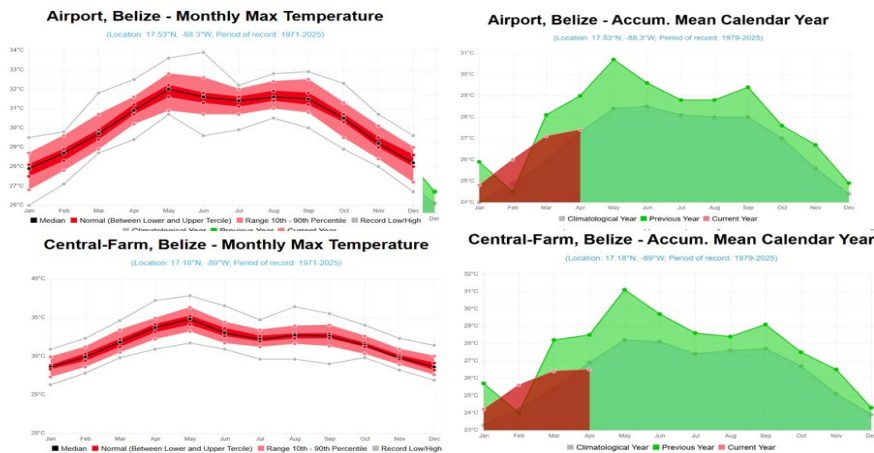 Airport, Belize - Monthly Max Temperature
(Location: 17.53°N, -88.3°W; Period of record: 1971-2025)
34°C
33°C
32°C
31°C
30°C
29°C
28°C
27°C
26°C
Jan Feb Mar Apr May Jun Jul Aug Sep Oct Nov Dec
Dec
■ Median ■ Normal (Between Lower and Upper Tercile) ■ Range 10th - 90th Percentile ■ Record Low/High
■ Climatological Year ■ Previous Year ■ Current Year
Airport, Belize - Accum. Mean Calendar Year
(Location: 17.53°N, -88.3°W; Period of record: 1979-2025)
31°C
30°C
29°C
28°C
27°C
26°C
25°C
24°C
Jan Feb Mar Apr May Jun Jul Aug Sep Oct Nov Dec
■ Climatological Year ■ Previous Year ■ Current Year
Central-Farm, Belize - Monthly Max Temperature
(Location: 17.18°N, -89°W; Period of record: 1971-2025)
40°C
35°C
30°C
25°C
20°C
Jan Feb Mar Apr May Jun Jul Aug Sep Oct Nov Dec
■ Median ■ Normal (Between Lower and Upper Tercile) ■ Range 10th - 90th Percentile ■ Record Low/High
Central-Farm, Belize - Accum. Mean Calendar Year
(Location: 17.18°N, -89°W; Period of record: 1979-2025)
32°C
31°C
30°C
29°C
28°C
27°C
26°C
25°C
24°C
23°C
Jan Feb Mar Apr May Jun Jul Aug Sep Oct Nov Dec
■ Climatological Year ■ Previous Year ■ Current Year